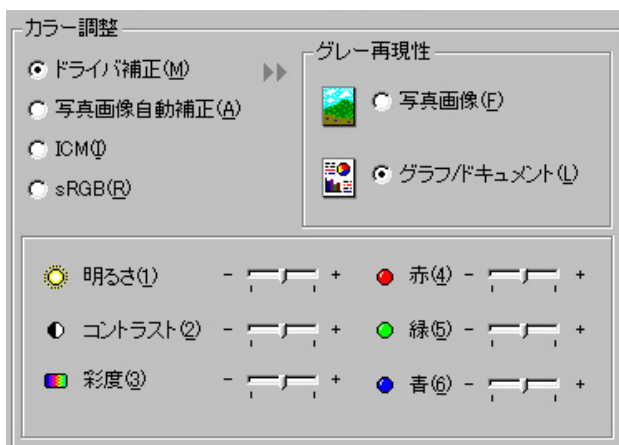 カラー調整
ドライバ補正(M)
写真画像自動補正(A)
ICM(I)
sRGB(R)
グレー再現性
写真画像(F)
グラフ/ドキュメント(L)
明るさ(1) - +
コントラスト(2) - +
彩度(3) - +
赤(4) - +
緑(5) - +
青(6) - +